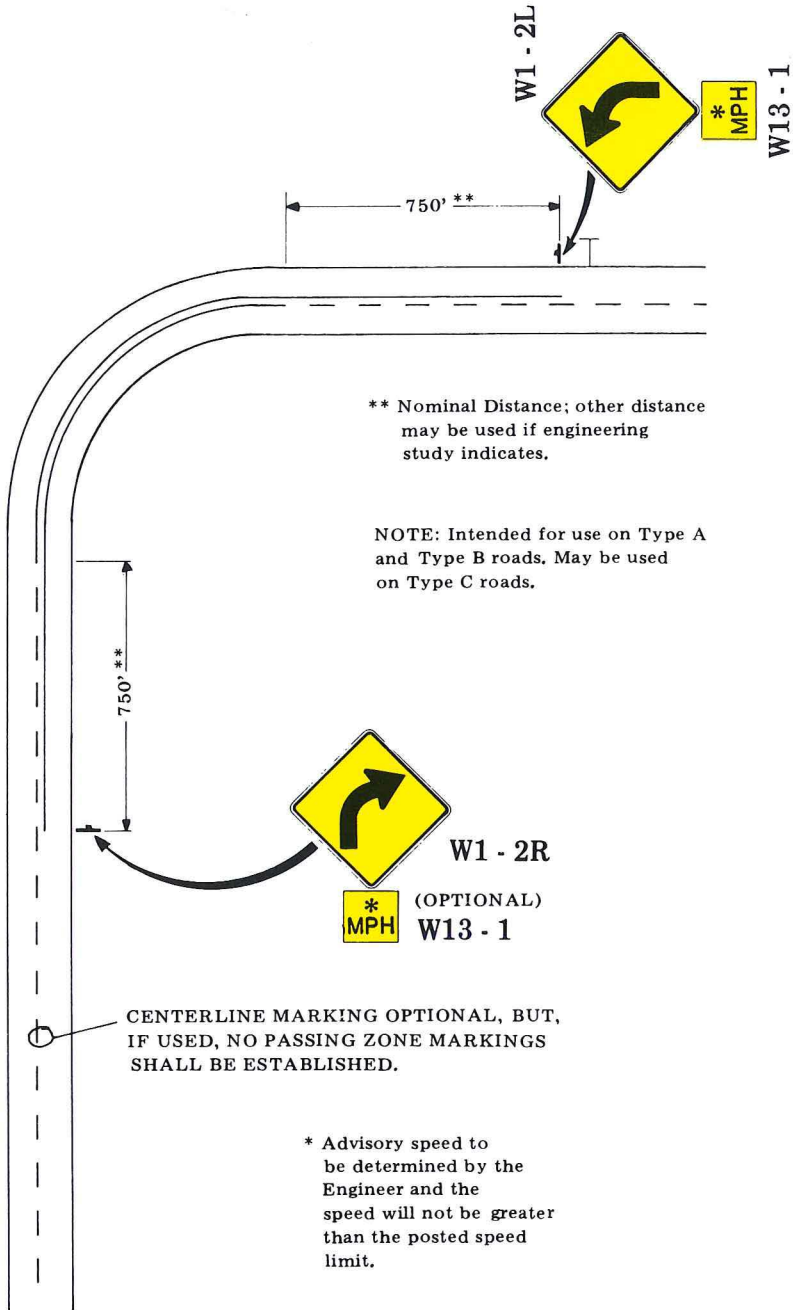 W1 - 2L
*
MPH
W13 - 1
750' **
** Nominal Distance; other distance
may be used if engineering
study indicates.
NOTE: Intended for use on Type A
and Type B roads. May be used
on Type C roads.
750' **
W1 - 2R
*
MPH
(OPTIONAL)
W13 - 1
CENTERLINE MARKING OPTIONAL, BUT,
IF USED, NO PASSING ZONE MARKINGS
SHALL BE ESTABLISHED.
* Advisory speed to
be determined by the
Engineer and the
speed will not be greater
than the posted speed
limit.